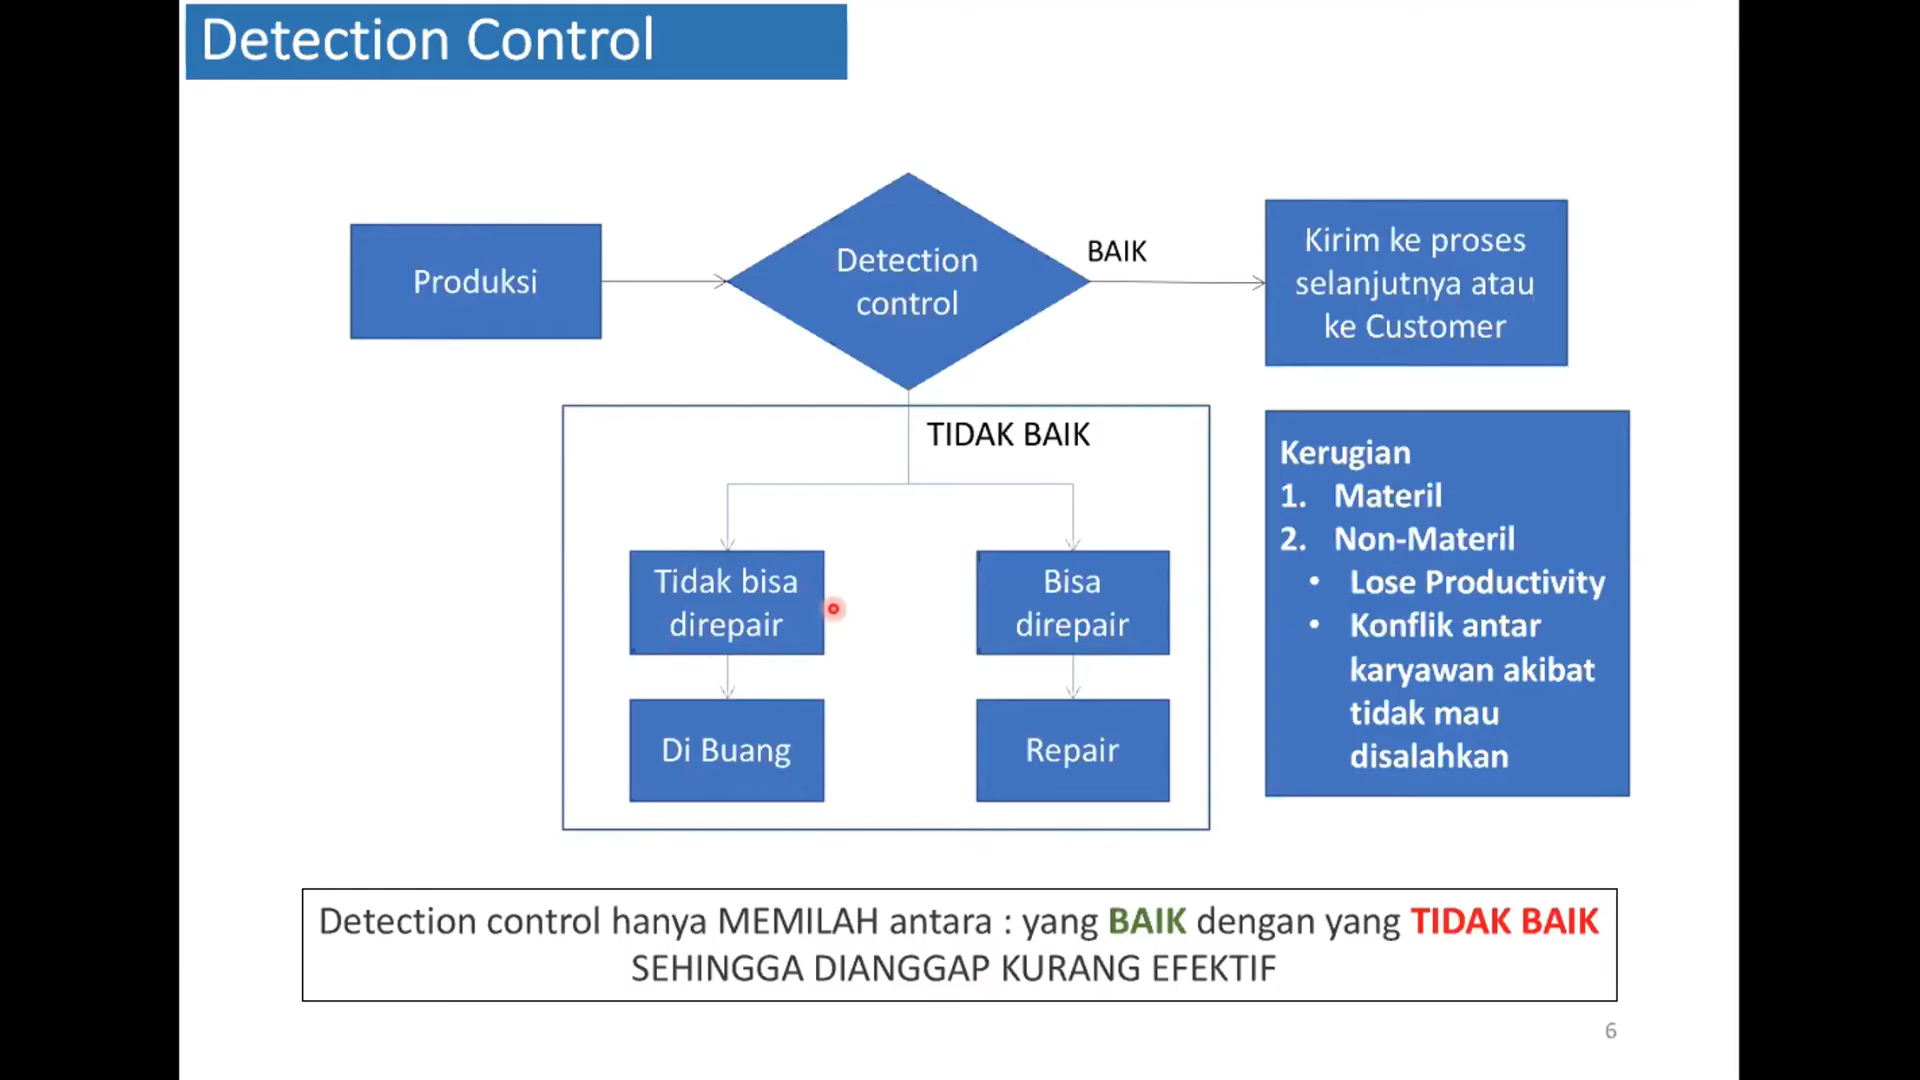 Detection Control
Produksi
Detection
control
BAIK
Kirim ke proses
selanjutnya atau
ke Customer
TIDAK BAIK
Tidak bisa
direpair
Bisa
direpair
Di Buang
Repair
Kerugian
1. Materil
2. Non-Materil
• Lose Productivity
• Konflik antar
karyawan akibat
tidak mau
disalahkan
Detection control hanya MEMILAH antara : yang BAIK dengan yang TIDAK BAIK
SEHINGGA DIANGGAP KURANG EFEKTIF
6